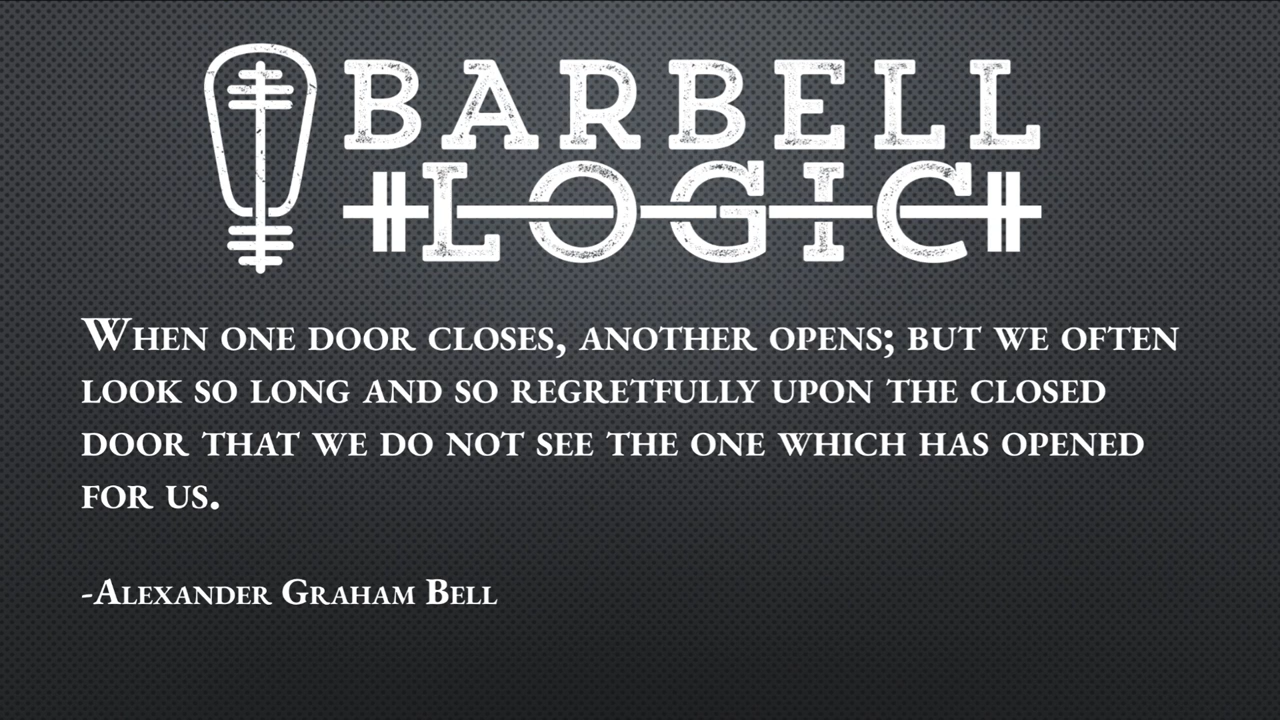 BARBELL
LOGIC
When one door closes, another opens; but we often
look so long and so regretfully upon the closed
door that we do not see the one which has opened
for us.
-Alexander Graham Bell